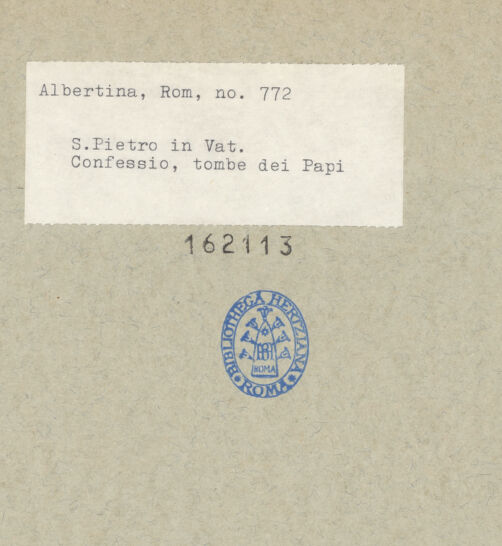 Albertina, Rom, no. 772
S.Pietro in Vat.
Confessio, tombe dei Papi
162113
BIBLIOTHECA HERTZIANA
ROMA
ROMA